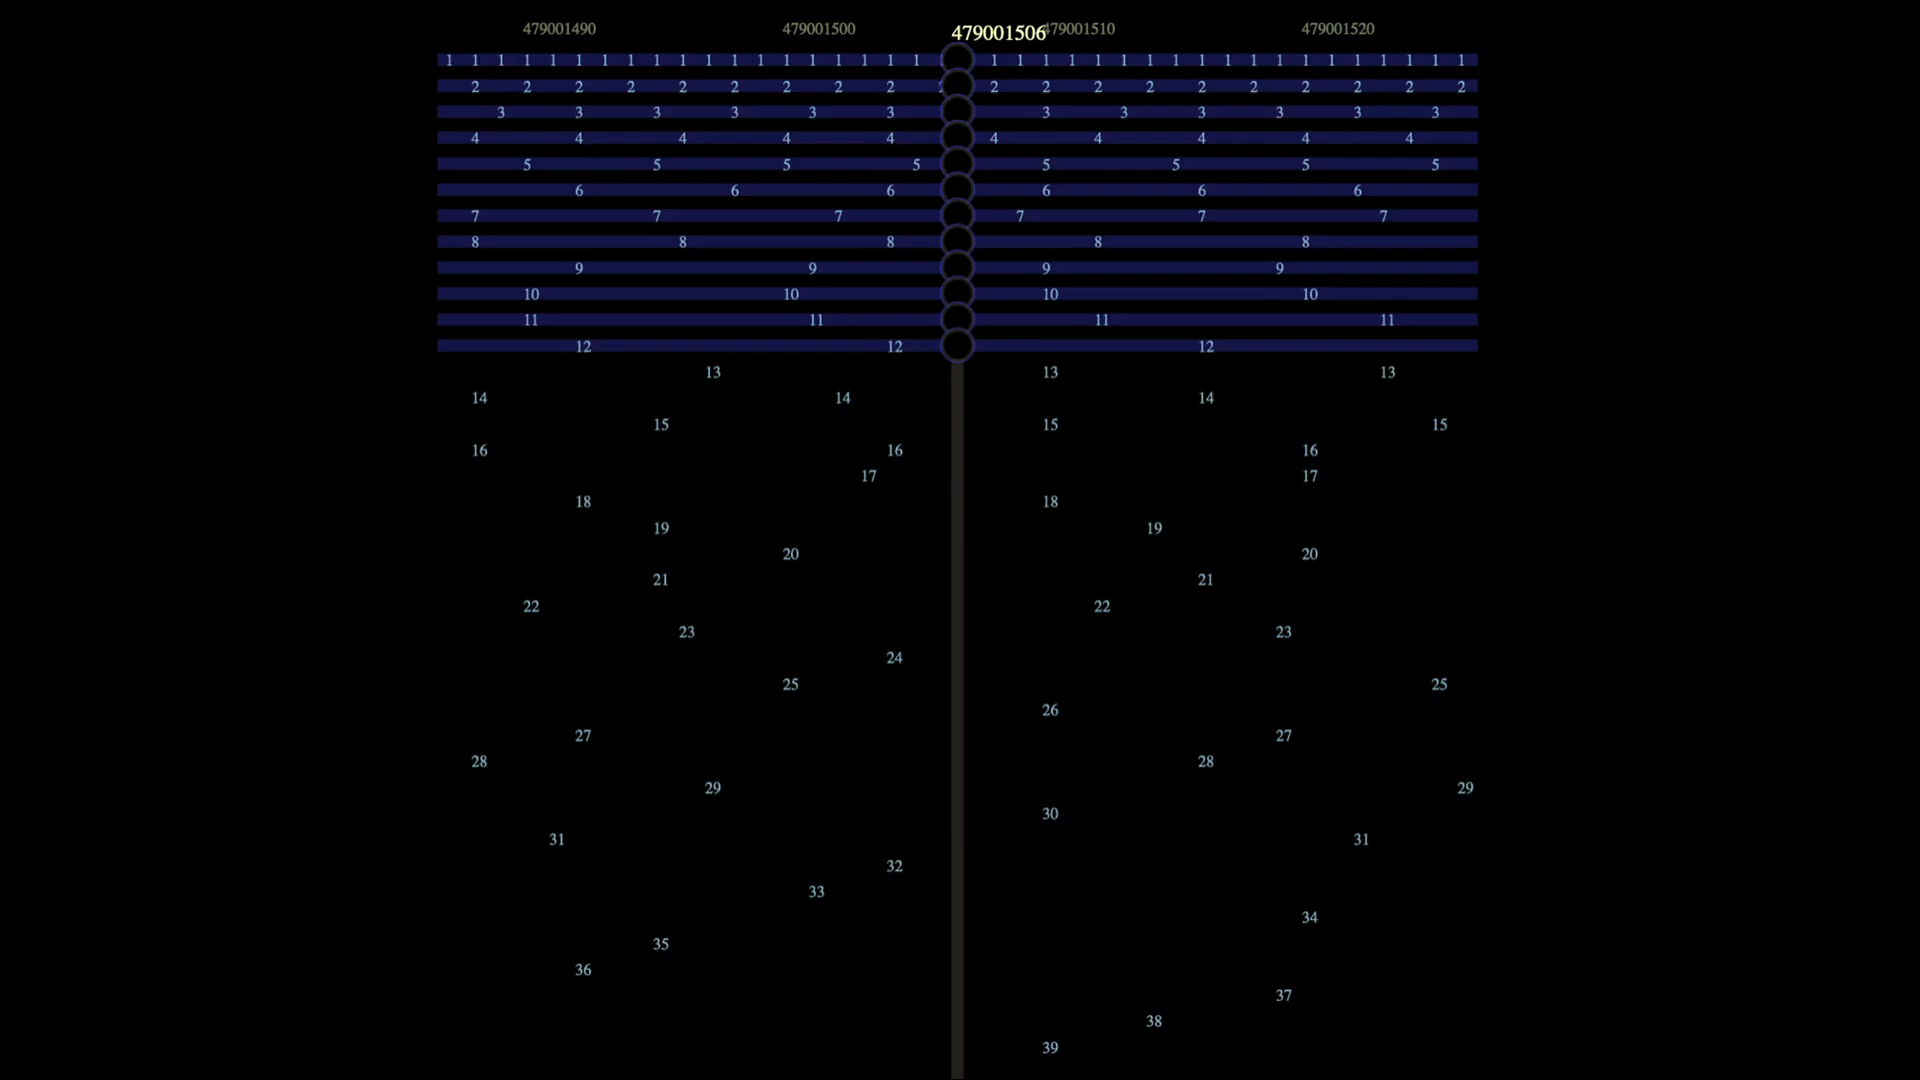 479001490 479001500 479001506 479001510 479001520
1 1 1 1 1 1 1 1 1 1 1 1 1 1 1 1 1 1 1 1 1 1 1 1 1 1 1 1 1 1 1 1 1 1 1 1 1 1
2 2 2 2 2 2 2 2 2 2 2 2 2 2 2 2 2 2 2
3 3 3 3 3 3 3 3 3 3 3 3
4 4 4 4 4 4 4 4 4 4
5 5 5 5 5 5 5 5
6 6 6 6 6 6
7 7 7 7 7 7
8 8 8 8 8
9 9 9 9
10 10 10 10
11 11 11 11
12 12 12
13 13 13
14 14 14
15 15 15
16 16 16
17 17
18 18
19 19
20 20
21 21
22 22
23 23
24
25 25
26
27 27
28 28
29 29
30
31 31
32
33
34
35
36
37
38
39